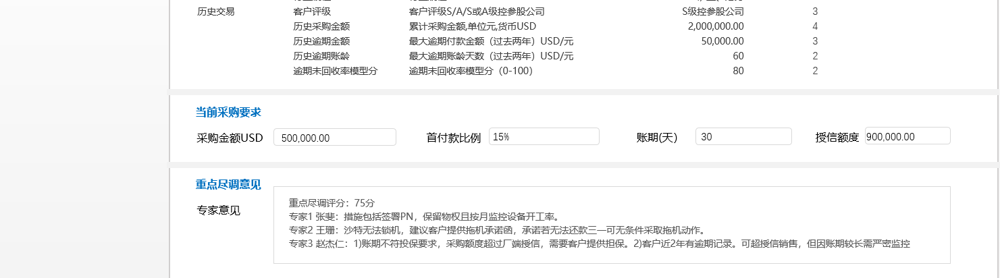 历史交易 客户评级 客户评级S/A/S或A级控参股公司 S级控参股公司 3
历史采购金额 累计采购金额,单位元,货币USD 2,000,000.00 4
历史逾期金额 最大逾期付款金额（过去两年）USD/元 50,000.00 3
历史逾期账龄 最大逾期账龄天数（过去两年）USD/元 60 2
逾期未回收率模型分 逾期未回收率模型分（0-100） 80 2
当前采购要求
采购金额USD 500,000.00 首付款比例 15% 账期(天) 30 授信额度 900,000.00
重点尽调意见
专家意见
重点尽调评分：75分
专家1 张斐：措施包括签署PN，保留物权且按月监控设备开工率。
专家2 王珊：沙特无法锁机，建议客户提供拖机承诺函，承诺若无法还款三一可无条件采取拖机动作。
专家3 赵杰仁：1)账期不符投保要求，采购额度超过厂端授信，需要客户提供担保。2)客户近2年有逾期记录。可超授信销售，但因账期较长需严密监控